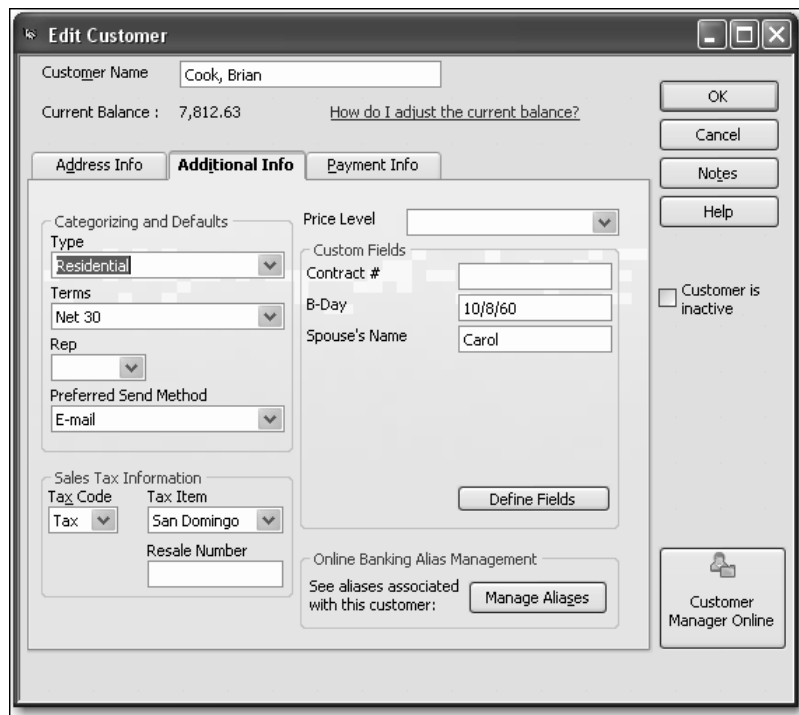 Edit Customer
Customer Name Cook, Brian
Current Balance : 7,812.63 How do I adjust the current balance?
OK
Cancel
Notes
Help
Customer is
inactive
Address Info Additional Info Payment Info
Categorizing and Defaults
Type
Residential
Terms
Net 30
Rep
Preferred Send Method
E-mail
Sales Tax Information
Tax Code Tax Item
Tax San Domingo
Resale Number
Price Level
Custom Fields
Contract #
B-Day 10/8/60
Spouse's Name Carol
Define Fields
Online Banking Alias Management
See aliases associated
with this customer:
Manage Aliases
Customer
Manager Online